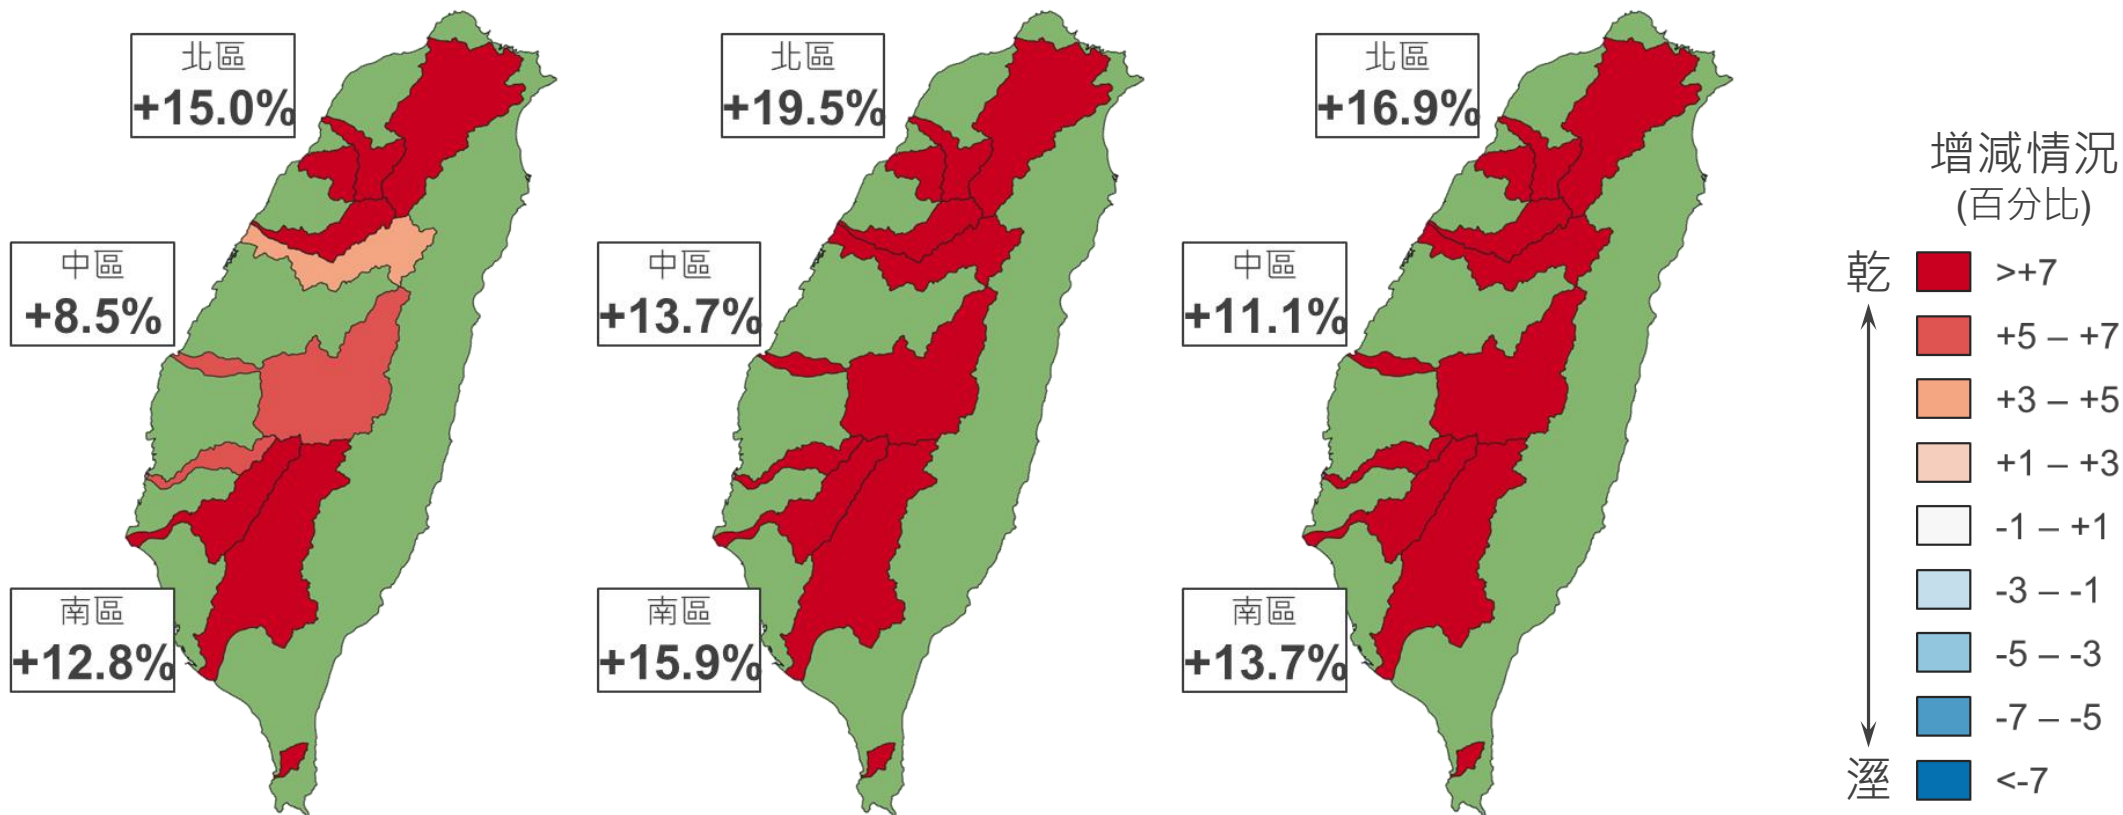 北區
+15.0%
中區
+8.5%
南區
+12.8%
北區
+19.5%
中區
+13.7%
南區
+15.9%
北區
+16.9%
中區
+11.1%
南區
+13.7%
增減情況
(百分比)
乾
>+7
+5 – +7
+3 – +5
+1 – +3
-1 – +1
-3 – -1
-5 – -3
-7 – -5
溼
<-7